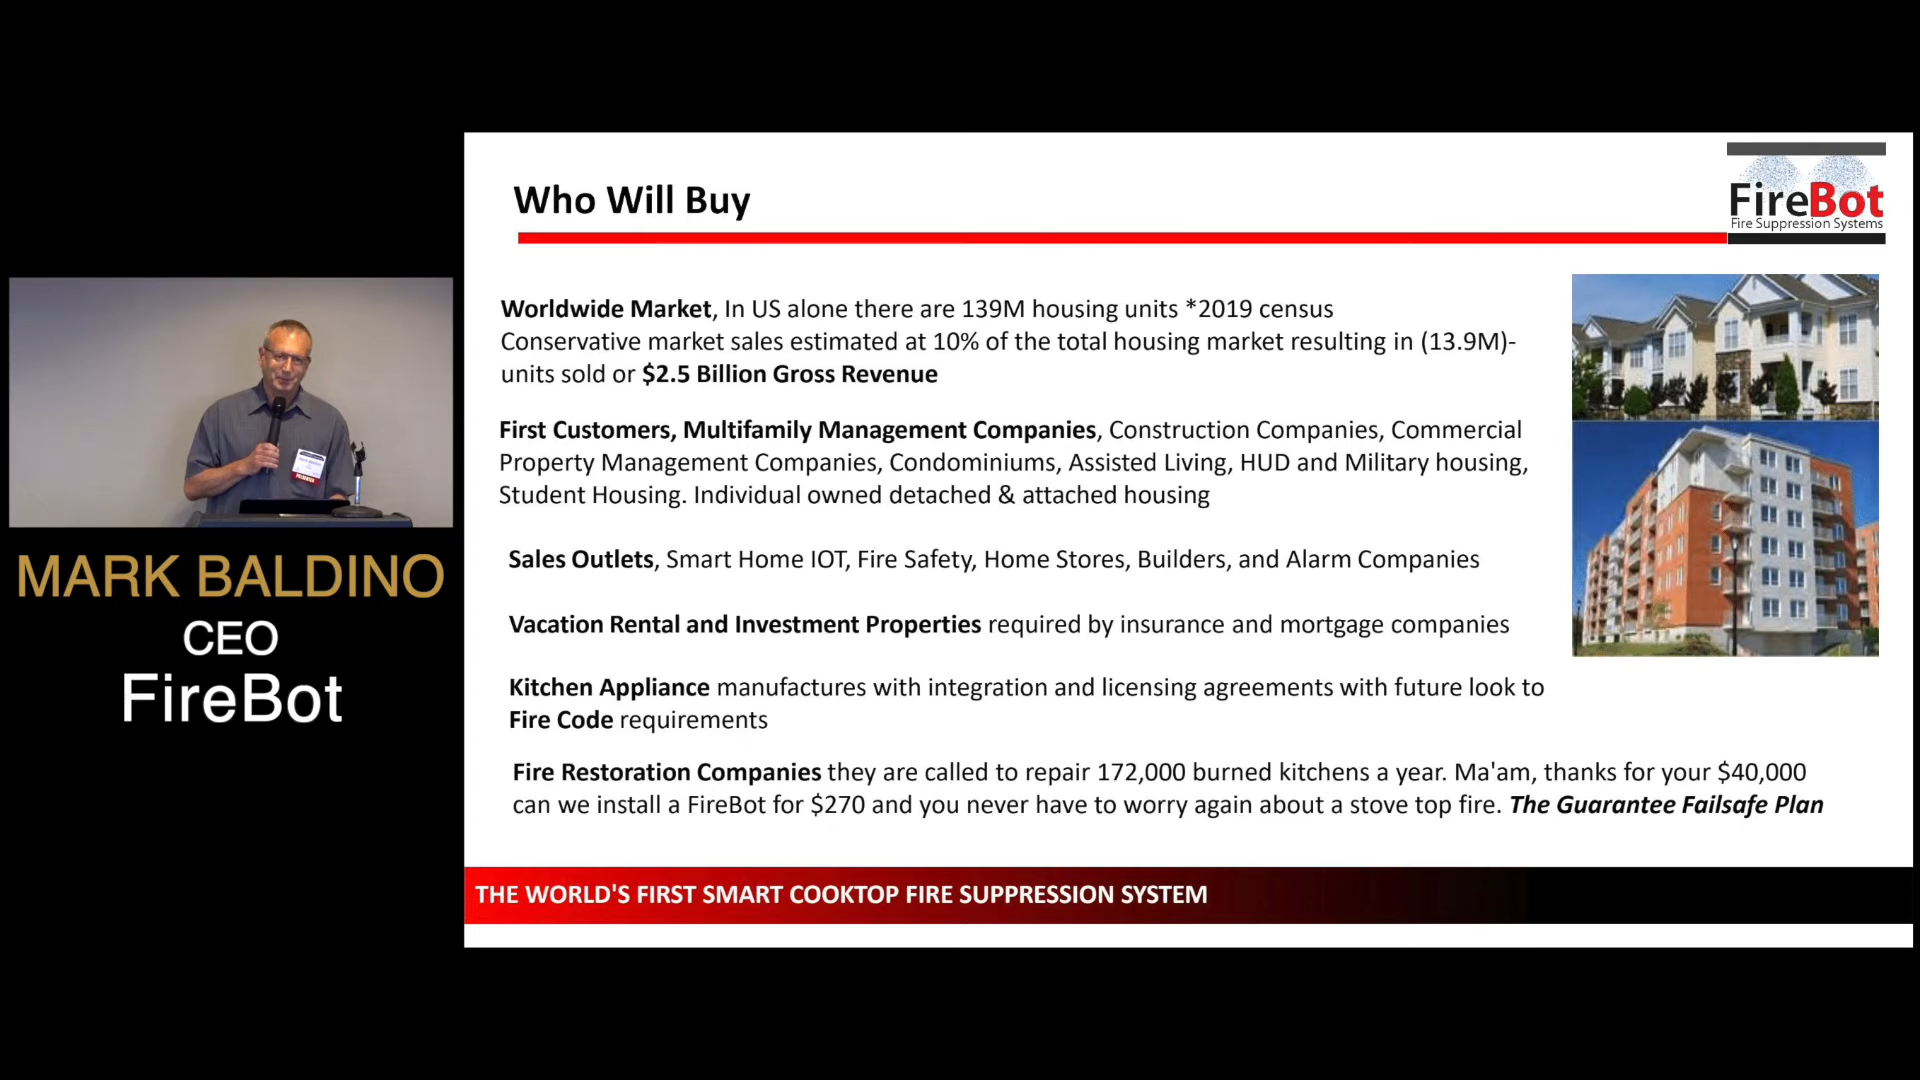 Who Will Buy
FireBot
Fire Suppression Systems
Worldwide Market, In US alone there are 139M housing units *2019 census
Conservative market sales estimated at 10% of the total housing market resulting in (13.9M)-
units sold or $2.5 Billion Gross Revenue
First Customers, Multifamily Management Companies, Construction Companies, Commercial
Property Management Companies, Condominiums, Assisted Living, HUD and Military housing,
Student Housing. Individual owned detached & attached housing
Sales Outlets, Smart Home IOT, Fire Safety, Home Stores, Builders, and Alarm Companies
Vacation Rental and Investment Properties required by insurance and mortgage companies
Kitchen Appliance manufactures with integration and licensing agreements with future look to
Fire Code requirements
Fire Restoration Companies they are called to repair 172,000 burned kitchens a year. Ma'am, thanks for your $40,000
can we install a FireBot for $270 and you never have to worry again about a stove top fire. The Guarantee Failsafe Plan
THE WORLD'S FIRST SMART COOKTOP FIRE SUPPRESSION SYSTEM
MARK BALDINO
CEO
FireBot